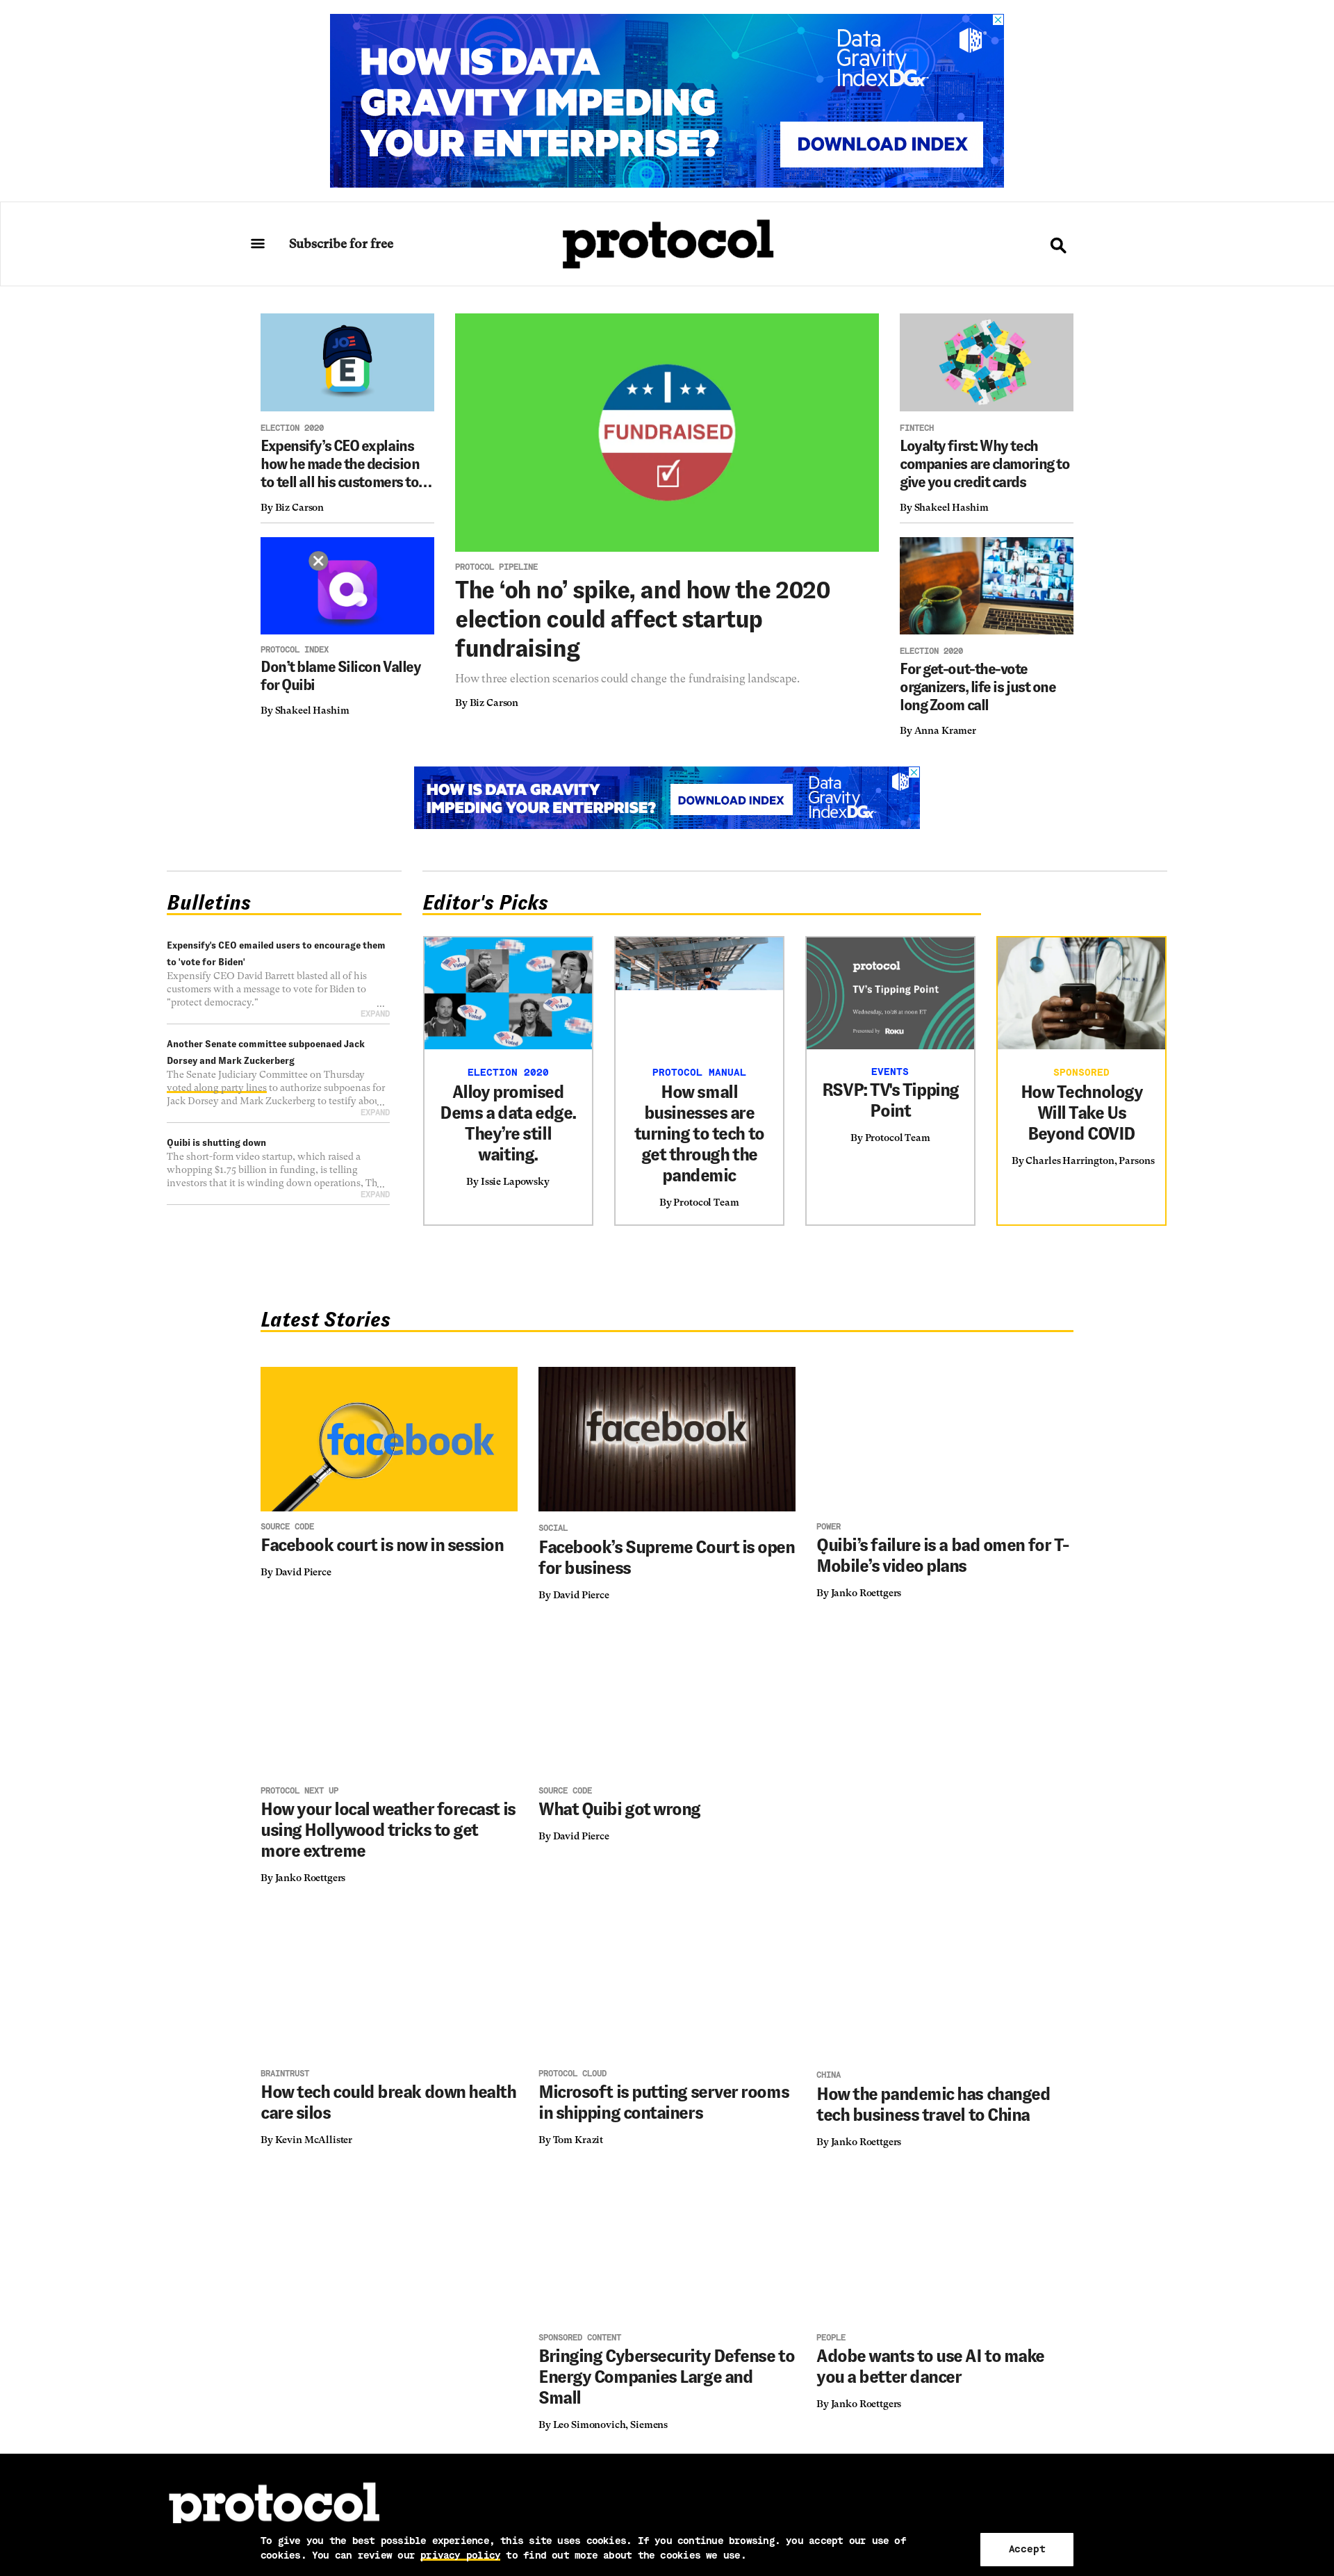 HOW IS DATA
GRAVITY IMPEDING
YOUR ENTERPRISE?
Data
Gravity
Index DGx
DOWNLOAD INDEX
Subscribe for free
protocol
JOE
E
ELECTION 2020
Expensify’s CEO explains
how he made the decision
to tell all his customers to…
By Biz Carson
PROTOCOL INDEX
Don’t blame Silicon Valley
for Quibi
By Shakeel Hashim
FUNDRAISED
PROTOCOL PIPELINE
The ‘oh no’ spike, and how the 2020
election could affect startup
fundraising
How three election scenarios could change the fundraising landscape.
By Biz Carson
FINTECH
Loyalty first: Why tech
companies are clamoring to
give you credit cards
By Shakeel Hashim
ELECTION 2020
For get-out-the-vote
organizers, life is just one
long Zoom call
By Anna Kramer
HOW IS DATA GRAVITY
IMPEDING YOUR ENTERPRISE?
DOWNLOAD INDEX
Data
Gravity
Index DGx
Bulletins
Expensify's CEO emailed users to encourage them
to 'vote for Biden'
Expensify CEO David Barrett blasted all of his
customers with a message to vote for Biden to
"protect democracy."
...
EXPAND
Another Senate committee subpoenaed Jack
Dorsey and Mark Zuckerberg
The Senate Judiciary Committee on Thursday
voted along party lines to authorize subpoenas for
Jack Dorsey and Mark Zuckerberg to testify abou...
EXPAND
Quibi is shutting down
The short-form video startup, which raised a
whopping $1.75 billion in funding, is telling
investors that it is winding down operations, Th...
EXPAND
Editor's Picks
I Voted
ELECTION 2020
Alloy promised
Dems a data edge.
They’re still
waiting.
By Issie Lapowsky
PROTOCOL MANUAL
How small
businesses are
turning to tech to
get through the
pandemic
By Protocol Team
protocol
TV's Tipping Point
Wednesday, 10/28 at noon ET
Presented by Roku
EVENTS
RSVP: TV's Tipping
Point
By Protocol Team
SPONSORED
How Technology
Will Take Us
Beyond COVID
By Charles Harrington, Parsons
Latest Stories
facebook
SOURCE CODE
Facebook court is now in session
By David Pierce
facebook
SOCIAL
Facebook’s Supreme Court is open
for business
By David Pierce
POWER
Quibi’s failure is a bad omen for T-
Mobile’s video plans
By Janko Roettgers
PROTOCOL NEXT UP
How your local weather forecast is
using Hollywood tricks to get
more extreme
By Janko Roettgers
SOURCE CODE
What Quibi got wrong
By David Pierce
BRAINTRUST
How tech could break down health
care silos
By Kevin McAllister
PROTOCOL CLOUD
Microsoft is putting server rooms
in shipping containers
By Tom Krazit
CHINA
How the pandemic has changed
tech business travel to China
By Janko Roettgers
SPONSORED CONTENT
Bringing Cybersecurity Defense to
Energy Companies Large and
Small
By Leo Simonovich, Siemens
PEOPLE
Adobe wants to use AI to make
you a better dancer
By Janko Roettgers
protocol
To give you the best possible experience, this site uses cookies. If you continue browsing. you accept our use of
cookies. You can review our privacy policy to find out more about the cookies we use.
Accept